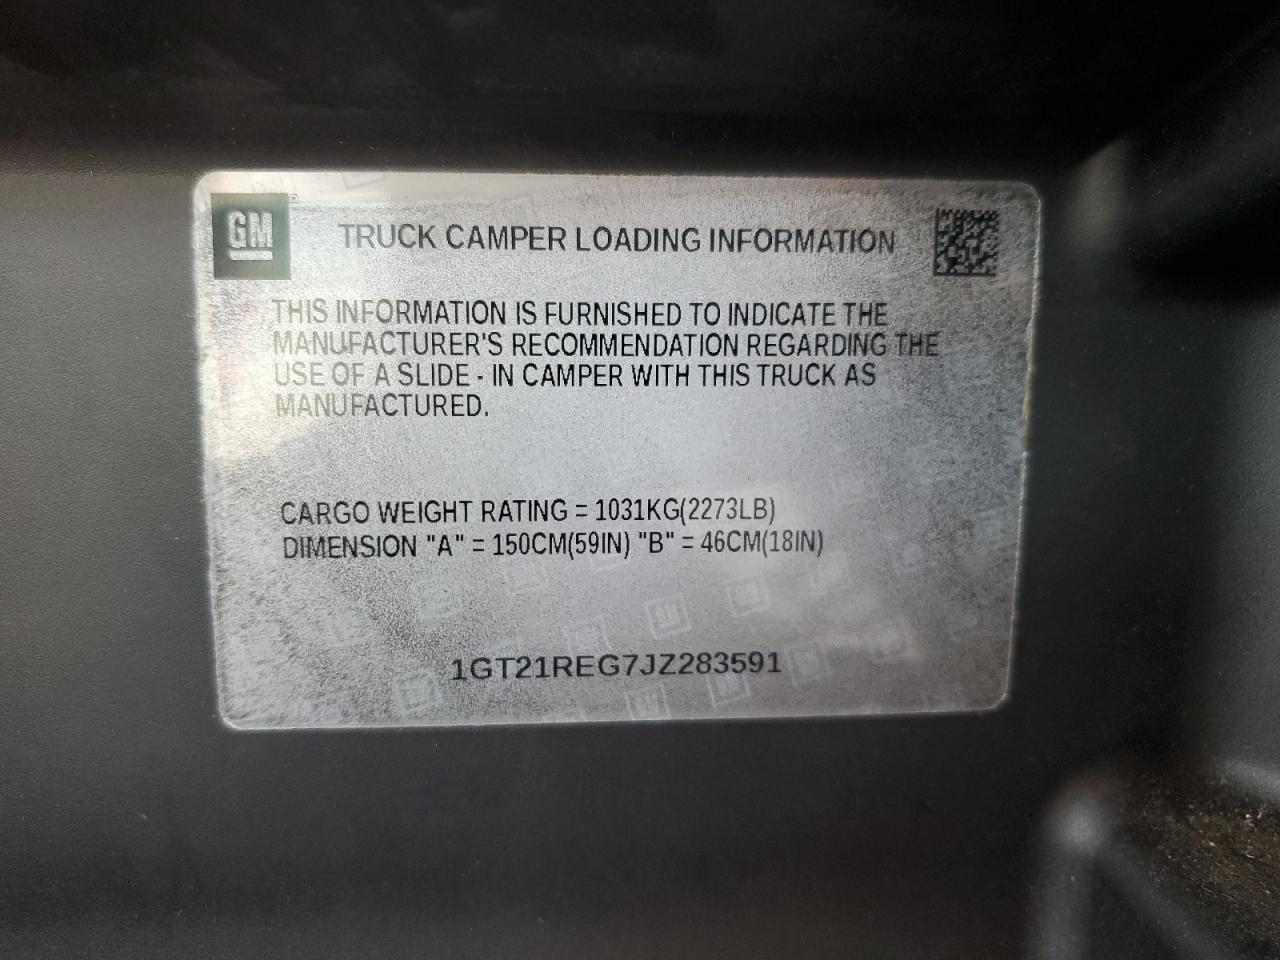 GM
TRUCK CAMPER LOADING INFORMATION
THIS INFORMATION IS FURNISHED TO INDICATE THE
MANUFACTURER'S RECOMMENDATION REGARDING THE
USE OF A SLIDE - IN CAMPER WITH THIS TRUCK AS
MANUFACTURED.
CARGO WEIGHT RATING = 1031KG(2273LB)
DIMENSION "A" = 150CM(59IN) "B" = 46CM(18IN)
1GT21REG7JZ283591